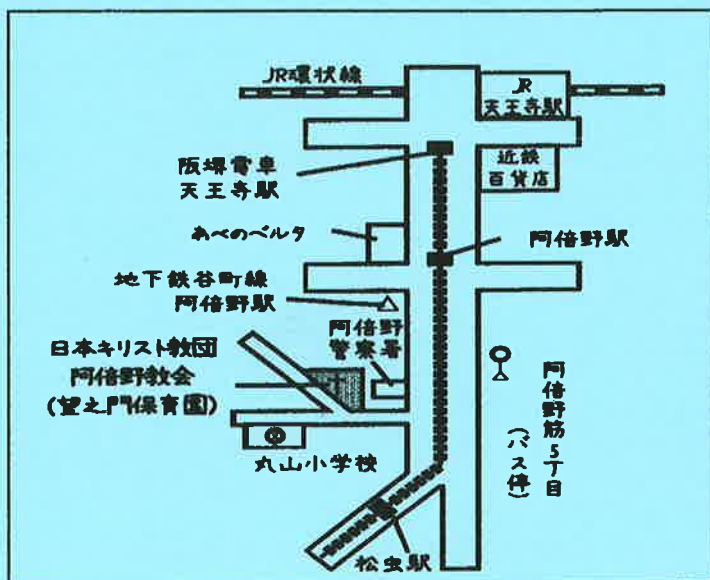 JR環状線
JR
天王寺駅
阪堺電車
天王寺駅
近鉄
百貨店
あべのベルタ
阿倍野駅
地下鉄谷町線
阿倍野駅
阿倍野
警察署
日本キリスト教団
阿倍野教会
(望之門保育園)
丸山小学校
阿倍野筋5丁目
(バス停)
松虫駅